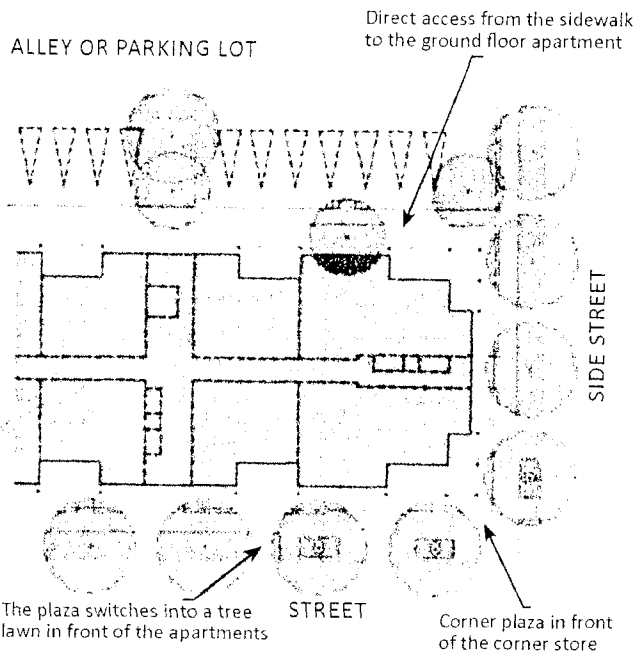 Direct access from the sidewalk
to the ground floor apartment
ALLEY OR PARKING LOT
SIDE STREET
The plaza switches into a tree
lawn in front of the apartments
STREET
Corner plaza in front
of the corner store